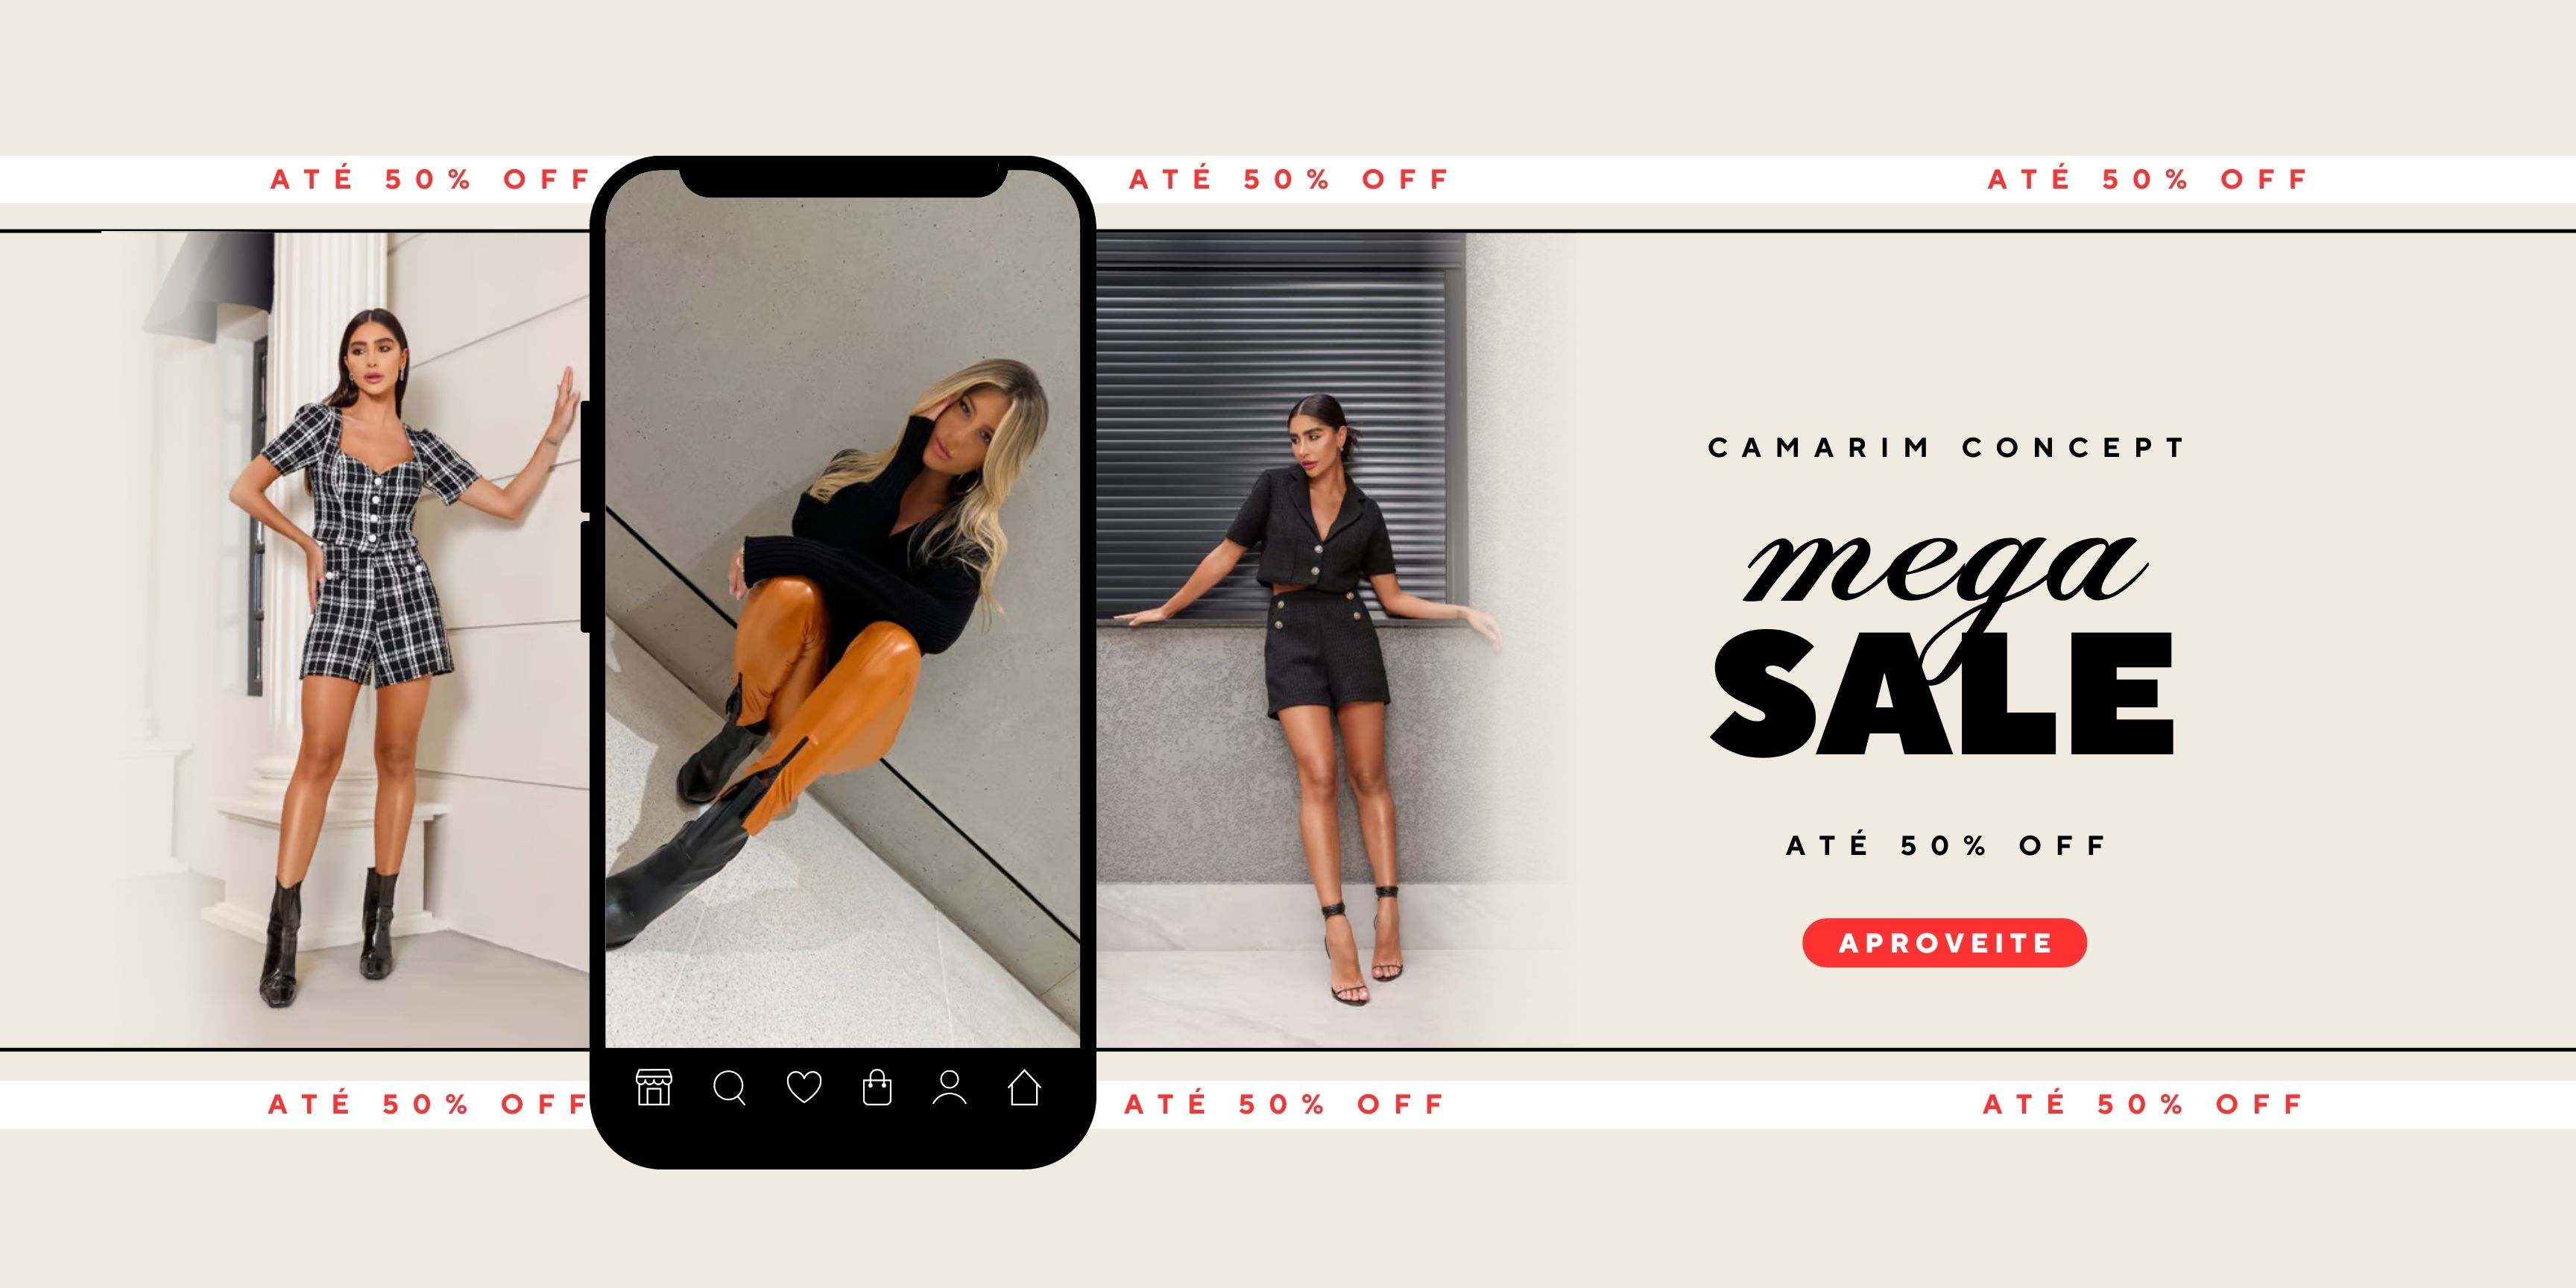 ATÉ 50% OFF
ATÉ 50% OFF
ATÉ 50% OFF
CAMARIM CONCEPT
mega
SALE
ATÉ 50% OFF
APROVEITE
ATÉ 50% OFF
ATÉ 50% OFF
ATÉ 50% OFF